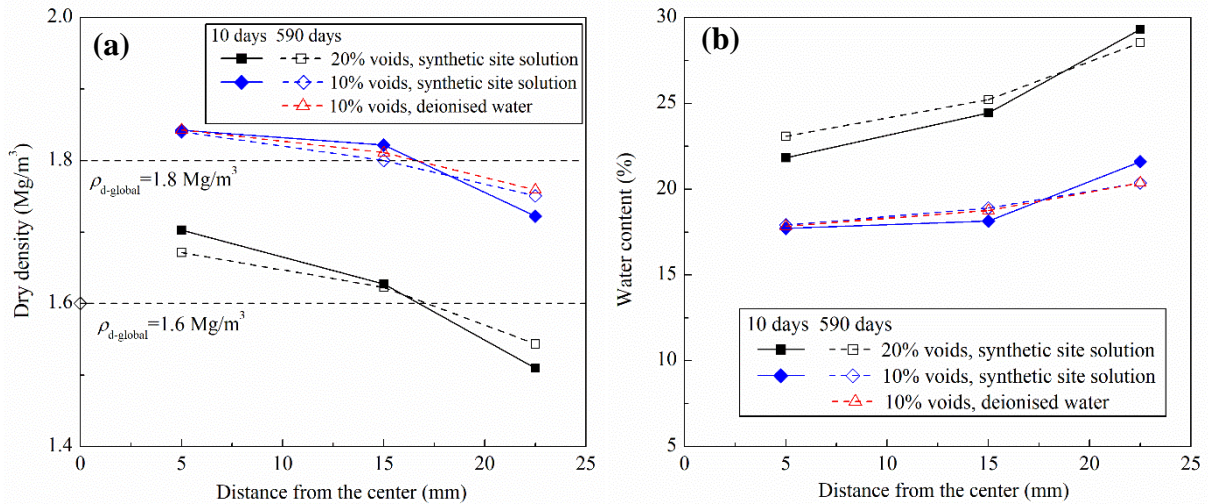 (a)
10 days 590 days
20% voids, synthetic site solution
10% voids, synthetic site solution
10% voids, deionised water
2.0
1.8
1.6
1.4
Dry density (Mg/m³)
ρd-global=1.8 Mg/m³
ρd-global=1.6 Mg/m³
0 5 10 15 20 25
Distance from the center (mm)
(b)
30
25
20
15
10
5
Water content (%)
10 days 590 days
20% voids, synthetic site solution
10% voids, synthetic site solution
10% voids, deionised water
0 5 10 15 20 25
Distance from the center (mm)